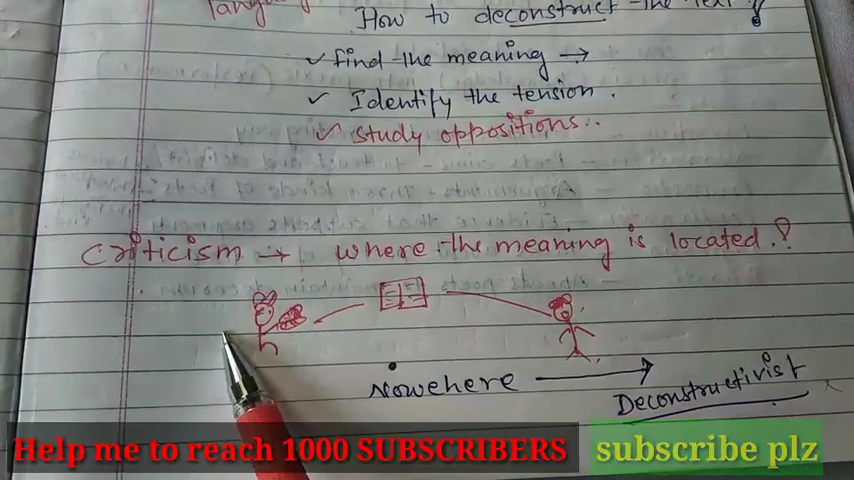 langu
How to deconstruct the text?
✓ find the meaning →
✓ Identify the tension.
✓ study oppositions..
Criticism → where the meaning is located?
Nowehere → Deconstructivist
Help me to reach 1000 SUBSCRIBERS
subscribe plz